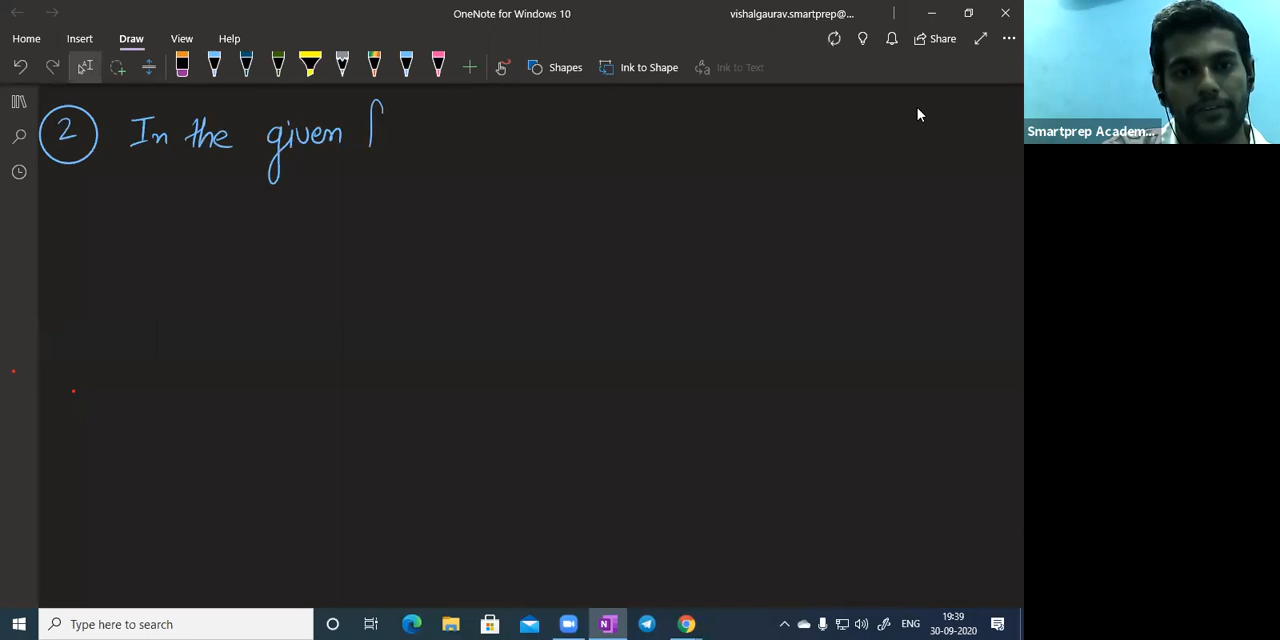 OneNote for Windows 10
vishalgaurav.smartprep@...
Home Insert Draw View Help
Share
Shapes Ink to Shape Ink to Text
2 In the given
Smartprep Academ...
Type here to search
ENG
19:39
30-09-2020